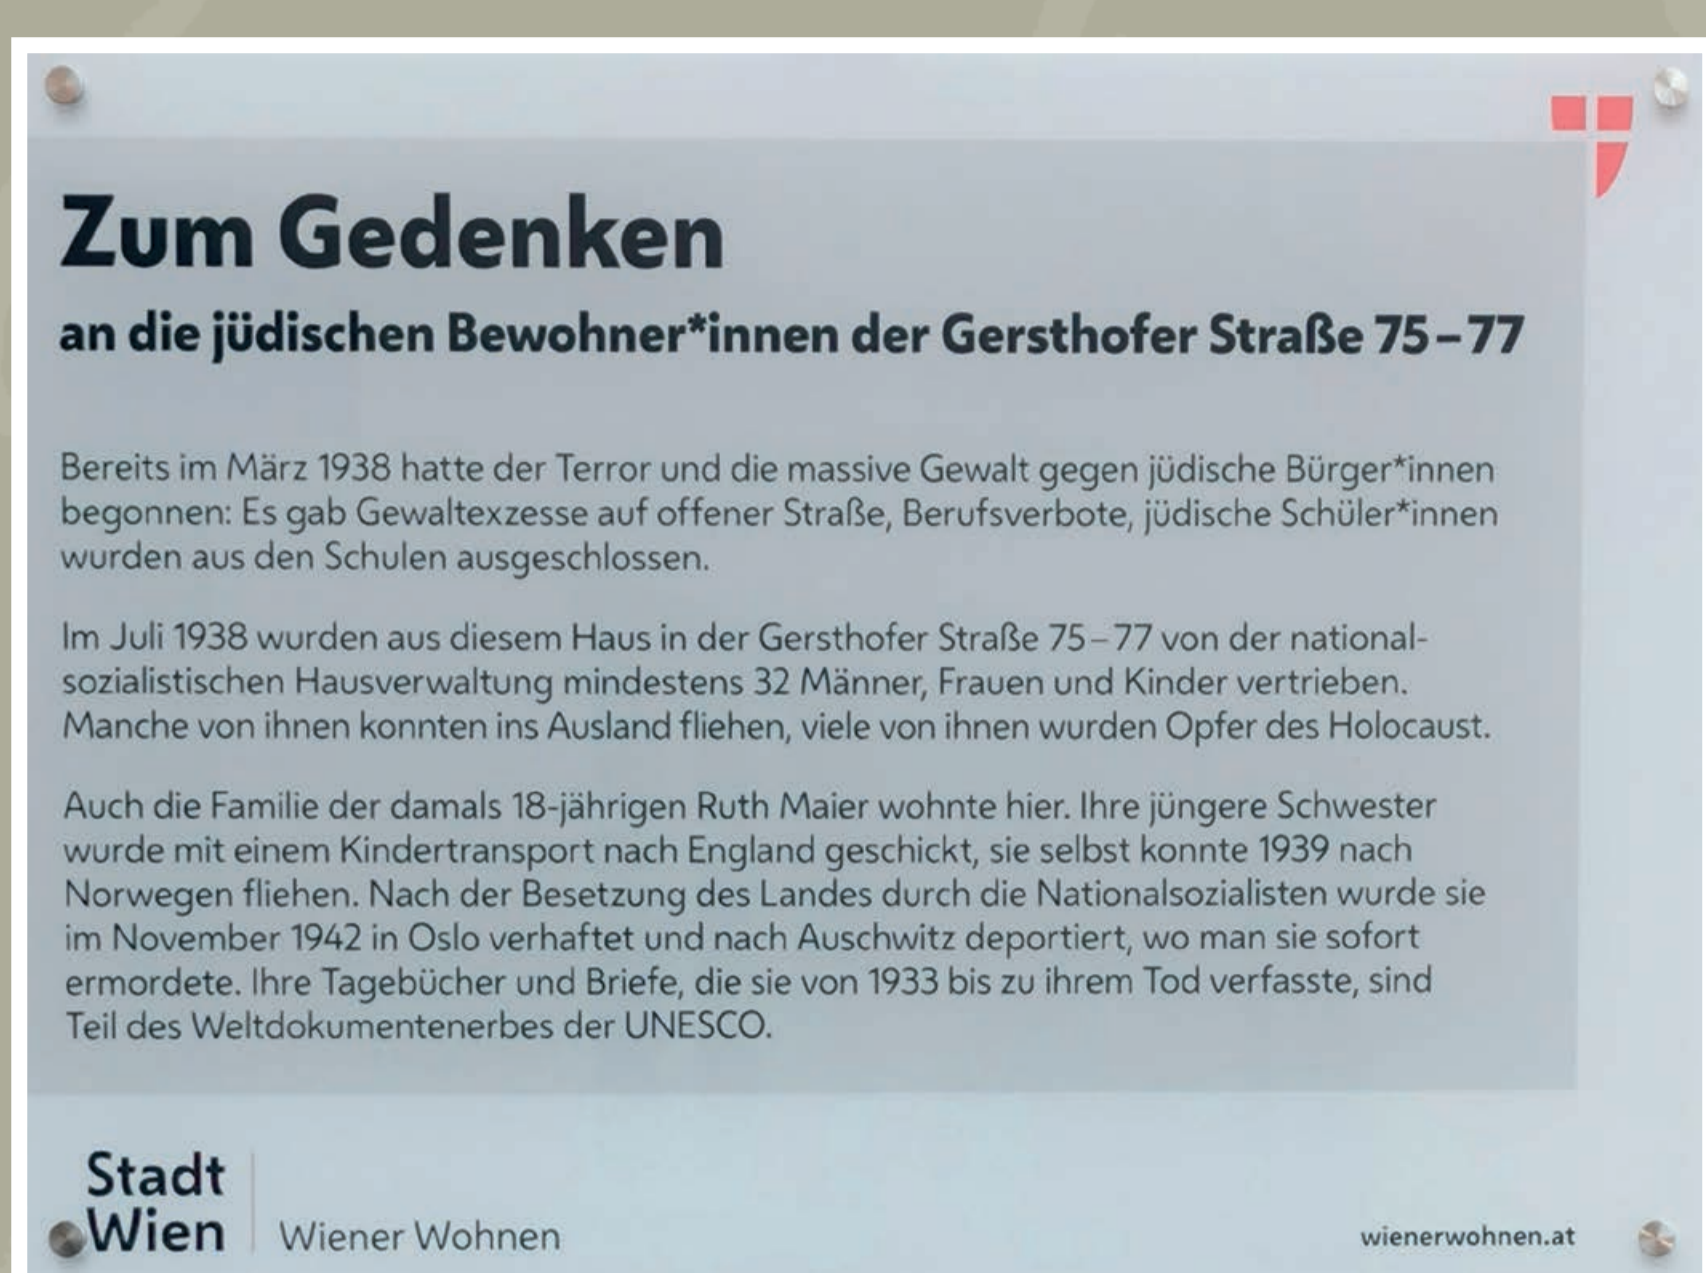 Zum Gedenken
an die jüdischen Bewohner*innen der Gersthofer Straße 75–77
Bereits im März 1938 hatte der Terror und die massive Gewalt gegen jüdische Bürger*innen
begonnen: Es gab Gewaltexzesse auf offener Straße, Berufsverbote, jüdische Schüler*innen
wurden aus den Schulen ausgeschlossen.
Im Juli 1938 wurden aus diesem Haus in der Gersthofer Straße 75–77 von der national-
sozialistischen Hausverwaltung mindestens 32 Männer, Frauen und Kinder vertrieben.
Manche von ihnen konnten ins Ausland fliehen, viele von ihnen wurden Opfer des Holocaust.
Auch die Familie der damals 18-jährigen Ruth Maier wohnte hier. Ihre jüngere Schwester
wurde mit einem Kindertransport nach England geschickt, sie selbst konnte 1939 nach
Norwegen fliehen. Nach der Besetzung des Landes durch die Nationalsozialisten wurde sie
im November 1942 in Oslo verhaftet und nach Auschwitz deportiert, wo man sie sofort
ermordete. Ihre Tagebücher und Briefe, die sie von 1933 bis zu ihrem Tod verfasste, sind
Teil des Weltdokumentenerbes der UNESCO.
Stadt
Wien
Wiener Wohnen
wienerwohnen.at